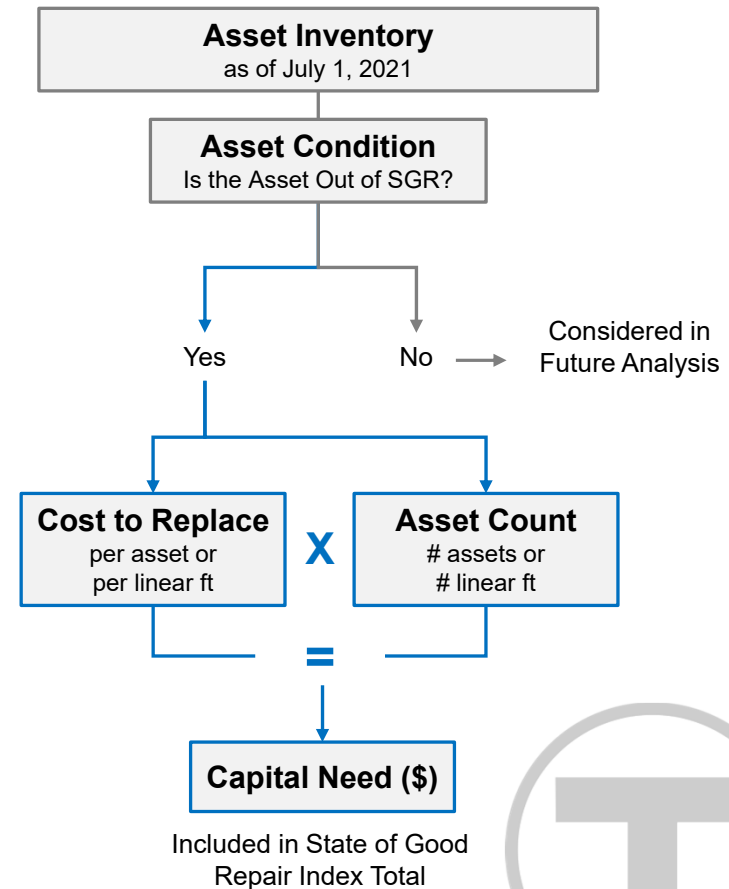 Asset Inventory
as of July 1, 2021
Asset Condition
Is the Asset Out of SGR?
Yes
No
Considered in
Future Analysis
Cost to Replace
per asset or
per linear ft
X
Asset Count
# assets or
# linear ft
=
Capital Need ($)
Included in State of Good
Repair Index Total
T